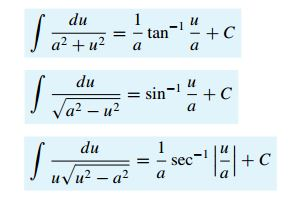 ∫ du / (a² + u²) = 1/a tan⁻¹ u/a + C
∫ du / √(a² − u²) = sin⁻¹ u/a + C
∫ du / (u√(u² − a²)) = 1/a sec⁻¹ |u/a| + C